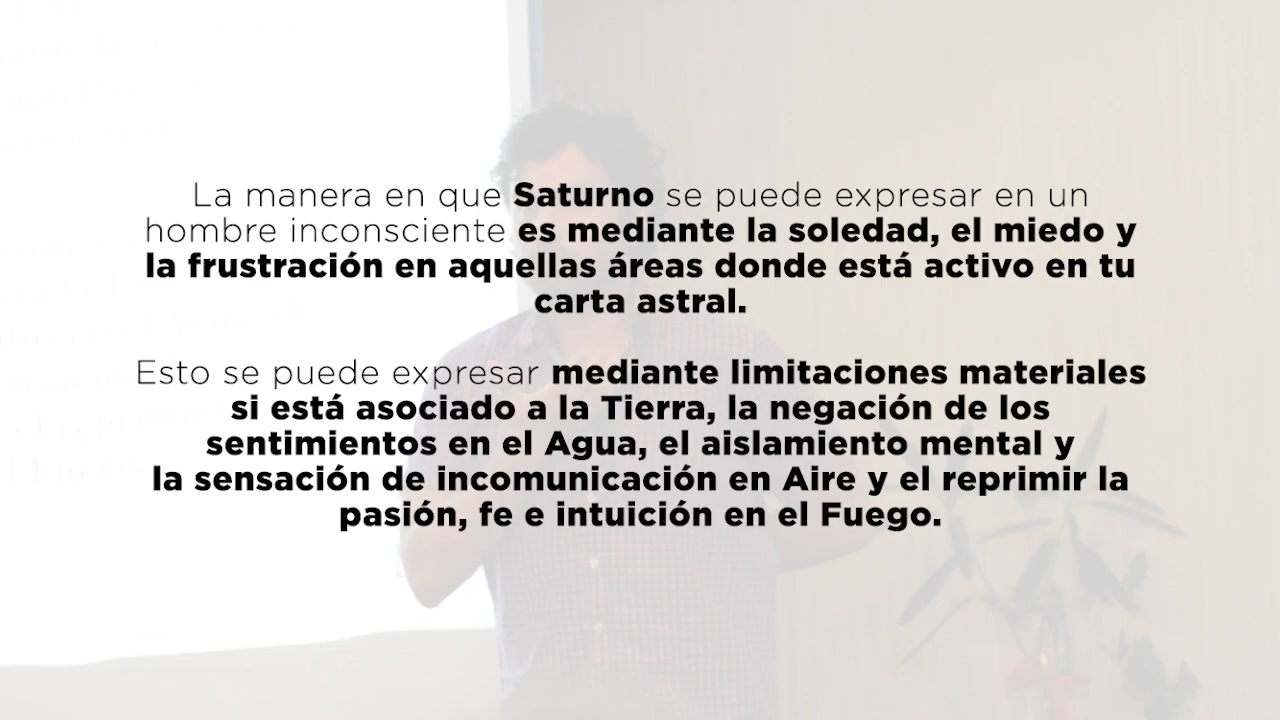 La manera en que Saturno se puede expresar en un
hombre inconsciente es mediante la soledad, el miedo y
la frustración en aquellas áreas donde está activo en tu
carta astral.
Esto se puede expresar mediante limitaciones materiales
si está asociado a la Tierra, la negación de los
sentimientos en el Agua, el aislamiento mental y
la sensación de incomunicación en Aire y el reprimir la
pasión, fe e intuición en el Fuego.